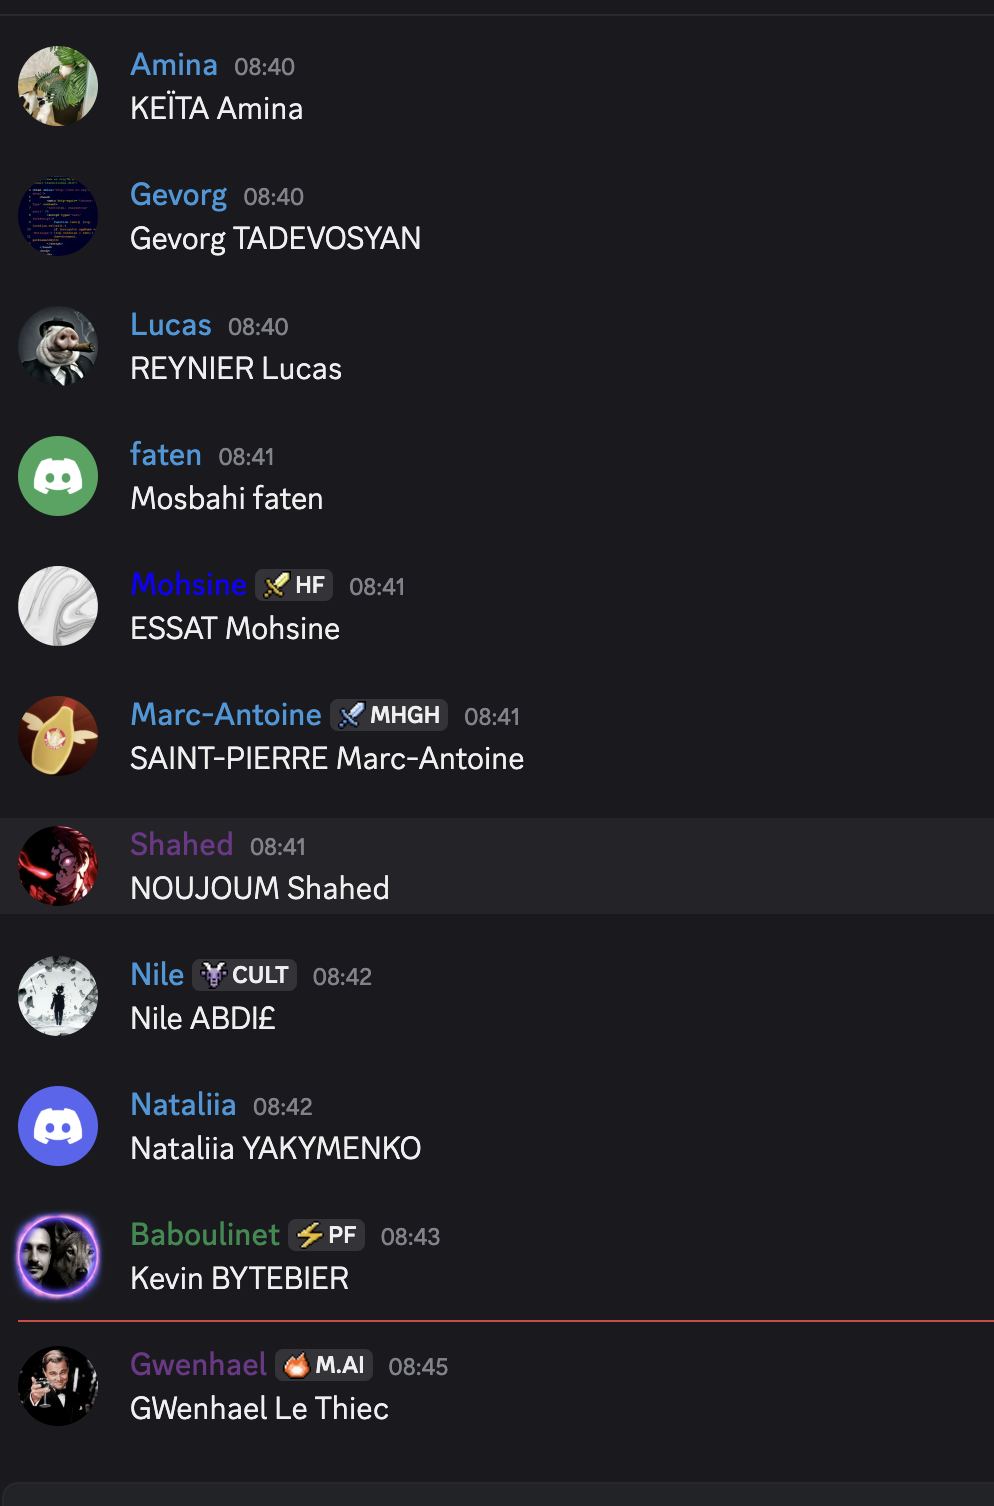 Amina 08:40
KEÏTA Amina
Gevorg 08:40
Gevorg TADEVOSYAN
Lucas 08:40
REYNIER Lucas
faten 08:41
Mosbahi faten
Mohsine HF 08:41
ESSAT Mohsine
Marc-Antoine MHGH 08:41
SAINT-PIERRE Marc-Antoine
Shahed 08:41
NOUJOUM Shahed
Nile CULT 08:42
Nile ABDI£
Nataliia 08:42
Nataliia YAKYMENKO
Baboulinet PF 08:43
Kevin BYTEBIER
Gwenhael M.AI 08:45
GWenhael Le Thiec